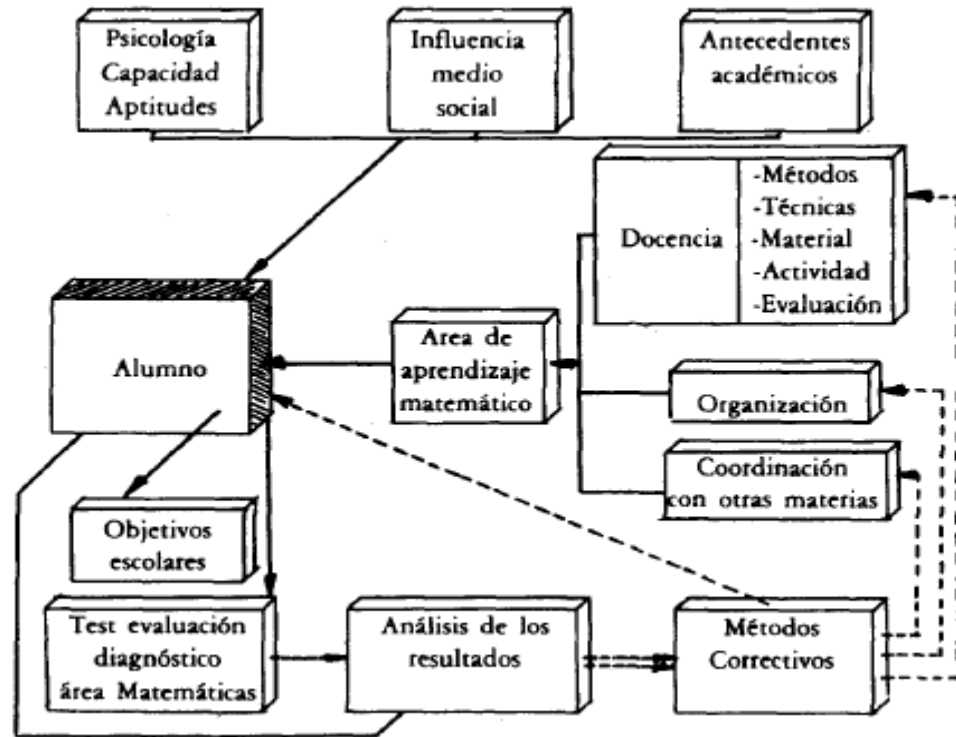 Psicología
Capacidad
Aptitudes
Influencia
medio
social
Antecedentes
académicos
Docencia
-Métodos
-Técnicas
-Material
-Actividad
-Evaluación
Alumno
Area de
aprendizaje
matemático
Organización
Coordinación
con otras materias
Objetivos
escolares
Test evaluación
diagnóstico
área Matemáticas
Análisis de los
resultados
Métodos
Correctivos